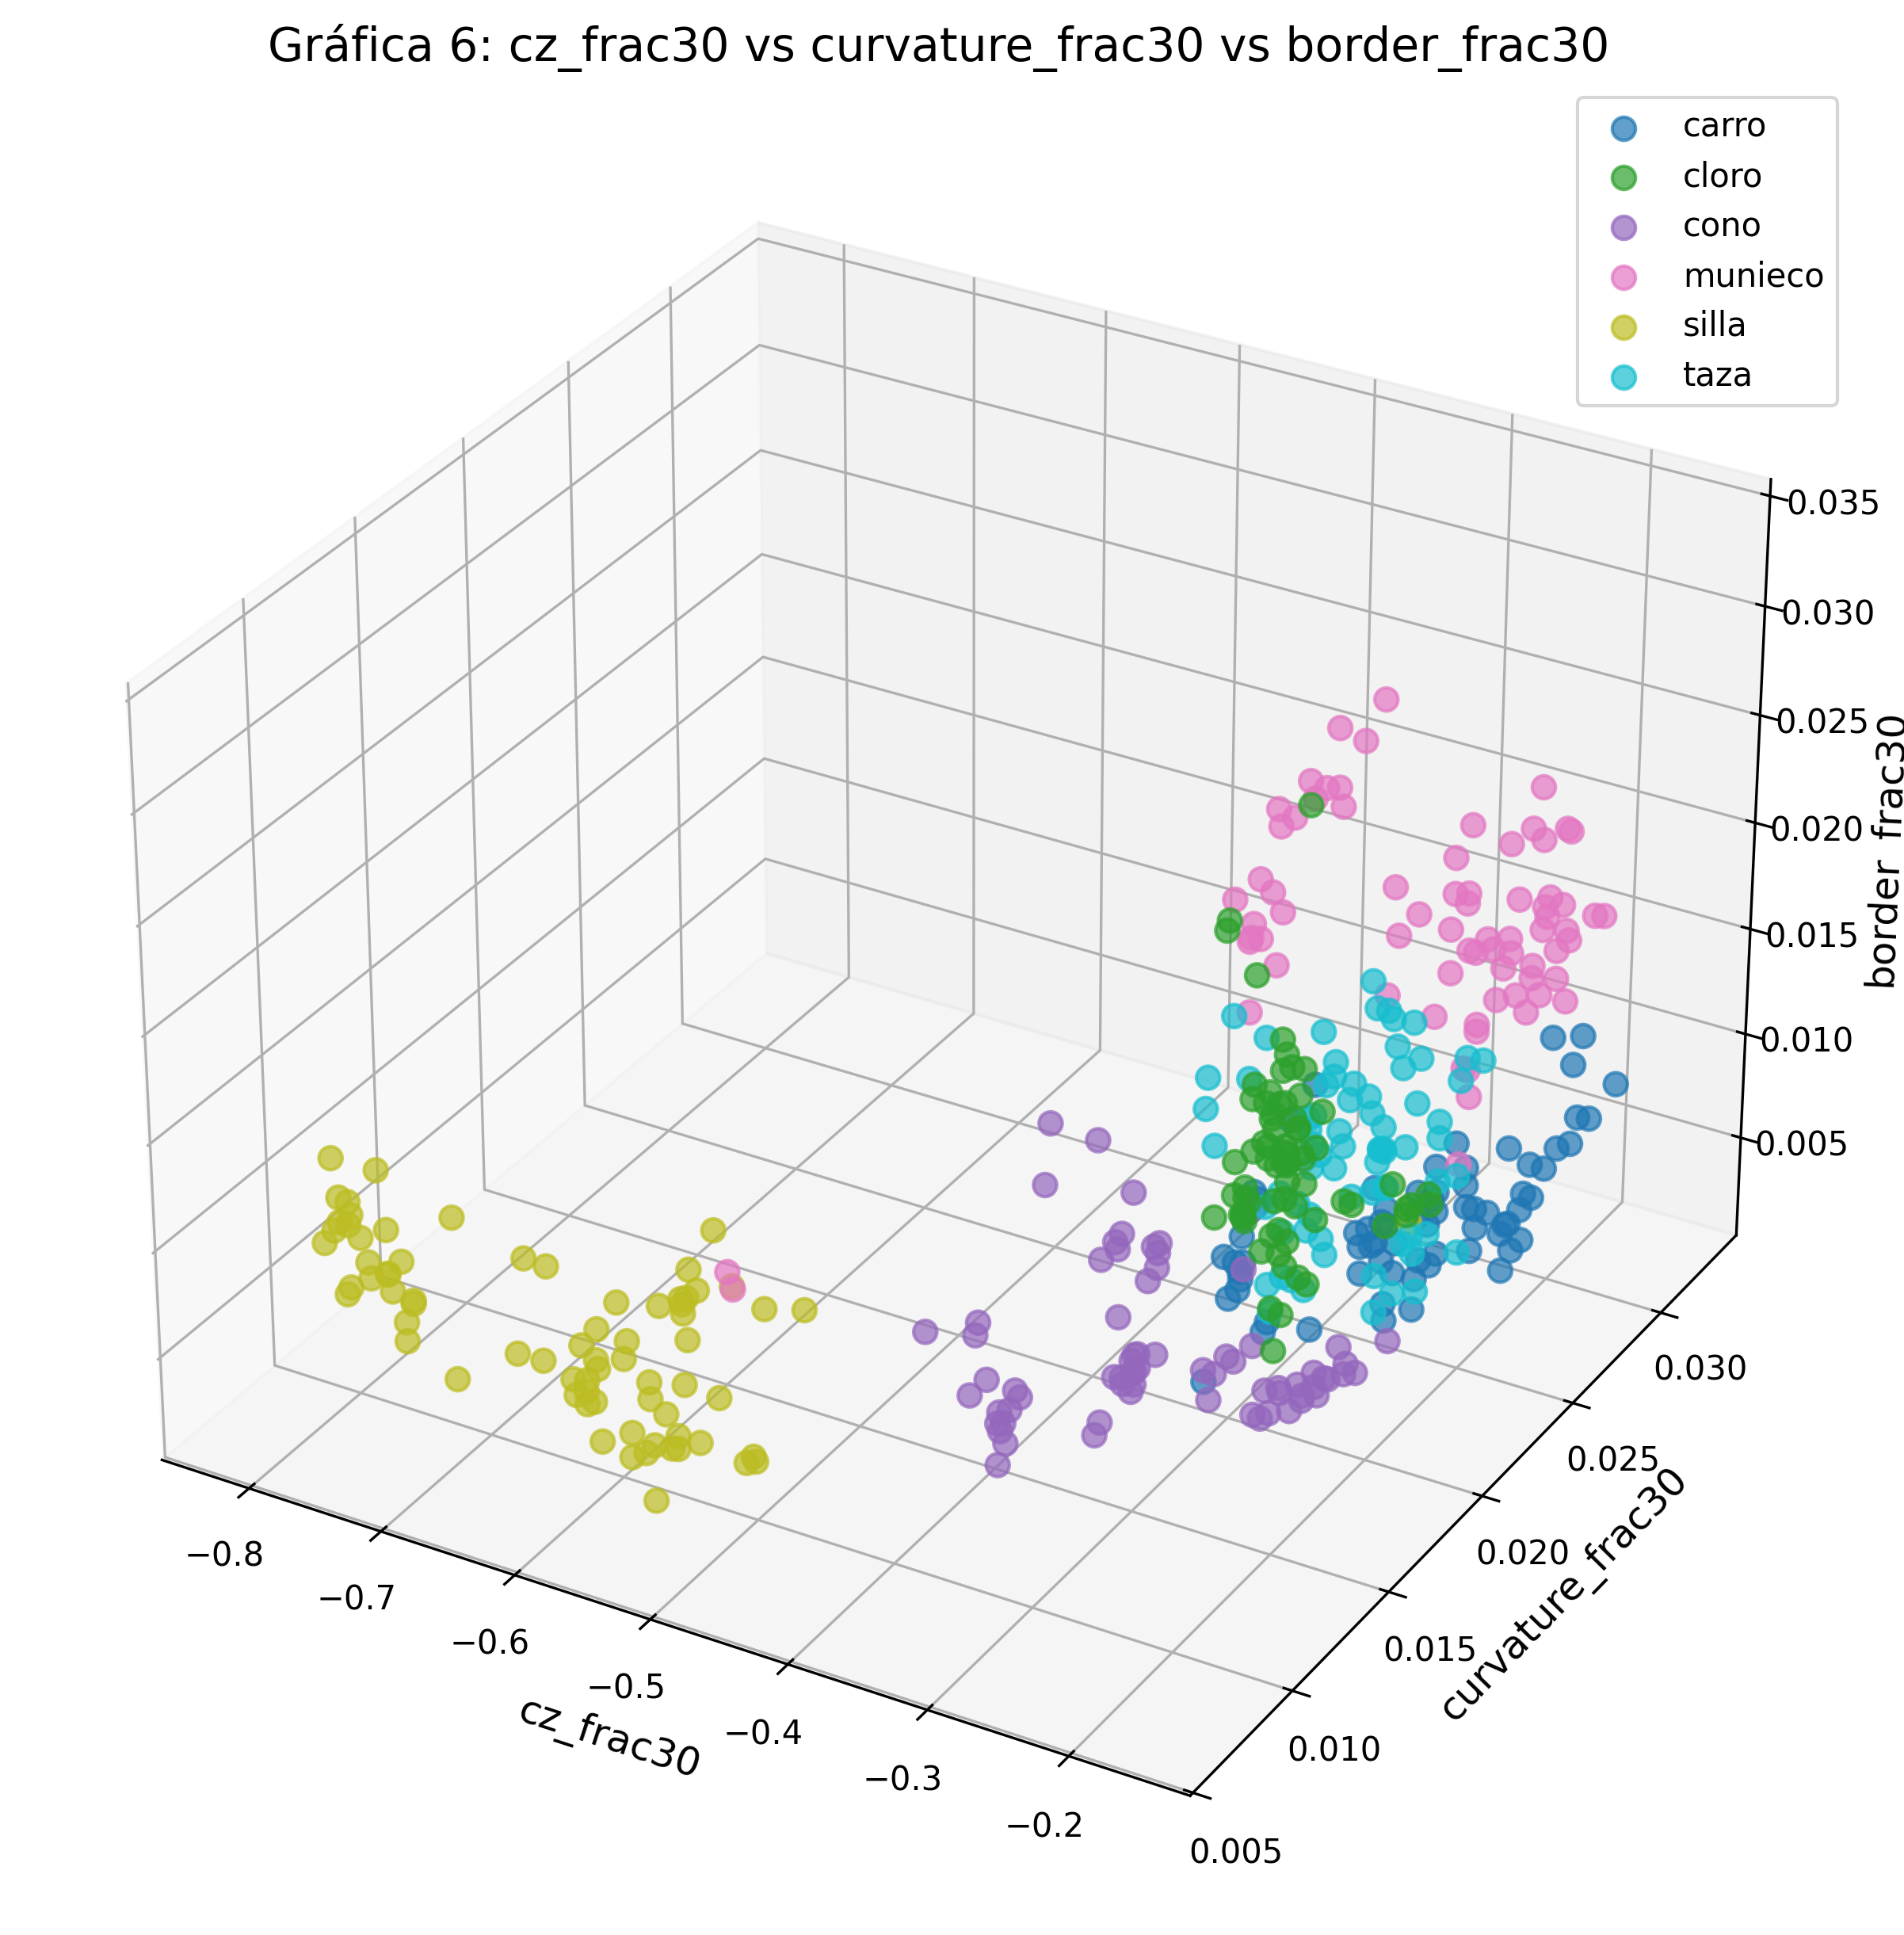 Gráfica 6: cz_frac30 vs curvature_frac30 vs border_frac30
carro
cloro
cono
munieco
silla
taza
0.035
0.030
0.025
0.020
0.015
0.010
0.005
border_frac30
−0.8
−0.7
−0.6
−0.5
−0.4
−0.3
−0.2
cz_frac30
0.005
0.010
0.015
0.020
0.025
0.030
curvature_frac30